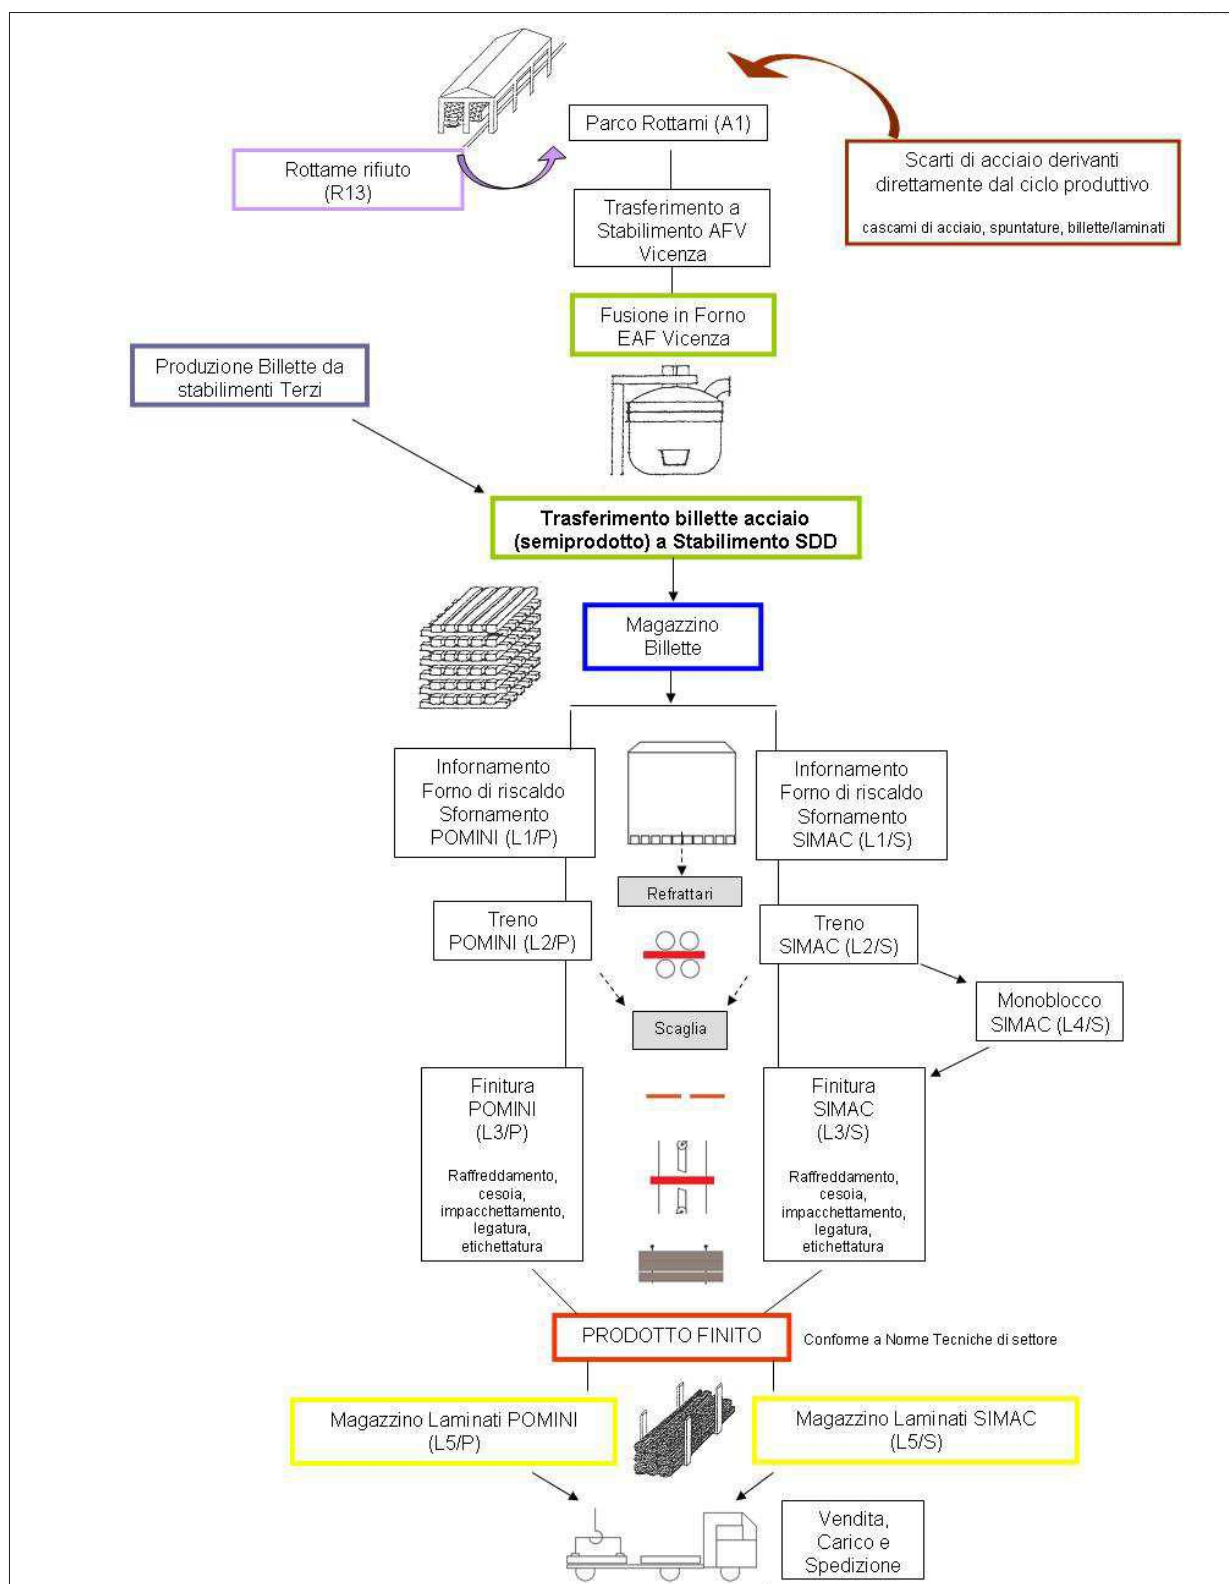 Parco Rottami (A1)
Rottame rifiuto
(R13)
Scarti di acciaio derivanti
direttamente dal ciclo produttivo
cascami di acciaio, spuntature, billette/laminati
Trasferimento a
Stabilimento AFV
Vicenza
Fusione in Forno
EAF Vicenza
Produzione Billette da
stabilimenti Terzi
Trasferimento billette acciaio
(semiprodotto) a Stabilimento SDD
Magazzino
Billette
Infornamento
Forno di riscaldo
Sfornamento
POMINI (L1/P)
Infornamento
Forno di riscaldo
Sfornamento
SIMAC (L1/S)
Refrattari
Treno
POMINI (L2/P)
Treno
SIMAC (L2/S)
Monoblocco
SIMAC (L4/S)
Scaglia
Finitura
POMINI
(L3/P)
Raffreddamento,
cesoia,
impacchettamento,
legatura,
etichettatura
Finitura
SIMAC
(L3/S)
Raffreddamento,
cesoia,
impacchettamento,
legatura,
etichettatura
PRODOTTO FINITO
Conforme a Norme Tecniche di settore
Magazzino Laminati POMINI
(L5/P)
Magazzino Laminati SIMAC
(L5/S)
Vendita,
Carico e
Spedizione